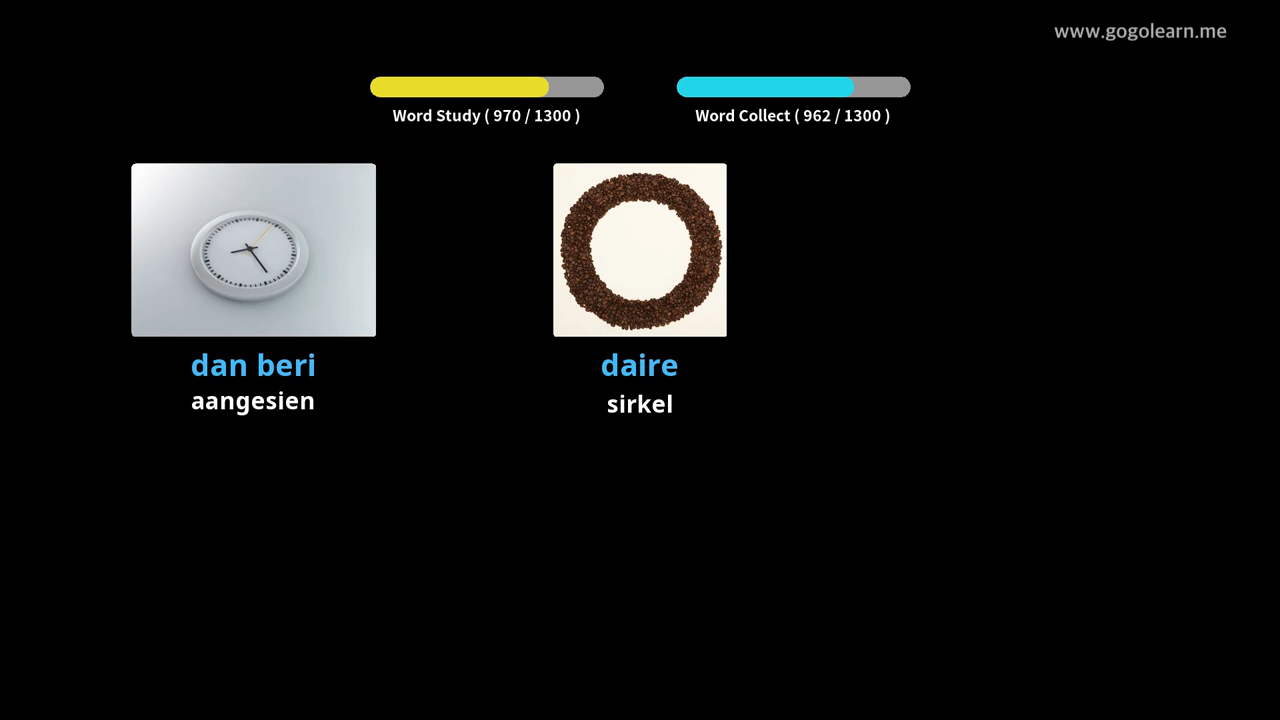 www.gogolearn.me
Word Study ( 970 / 1300 )
Word Collect ( 962 / 1300 )
dan beri
aangesien
daire
sirkel